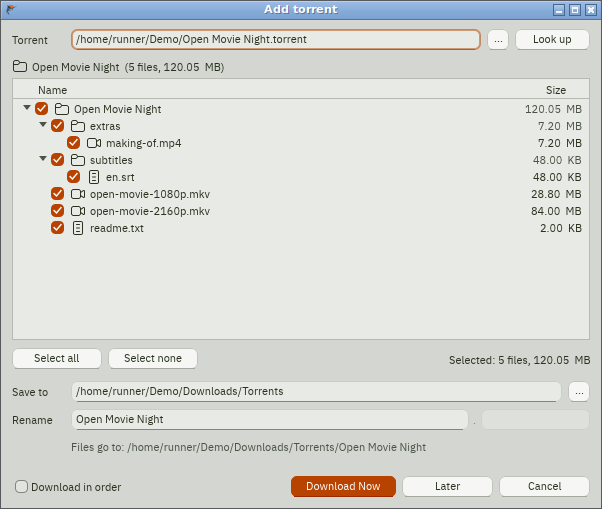 Add torrent
Torrent /home/runner/Demo/Open Movie Night.torrent ... Look up
Open Movie Night (5 files, 120.05 MB)
Name Size
Open Movie Night 120.05 MB
extras 7.20 MB
making-of.mp4 7.20 MB
subtitles 48.00 KB
en.srt 48.00 KB
open-movie-1080p.mkv 28.80 MB
open-movie-2160p.mkv 84.00 MB
readme.txt 2.00 KB
Select all Select none Selected: 5 files, 120.05 MB
Save to /home/runner/Demo/Downloads/Torrents ...
Rename Open Movie Night .
Files go to: /home/runner/Demo/Downloads/Torrents/Open Movie Night
Download in order Download Now Later Cancel